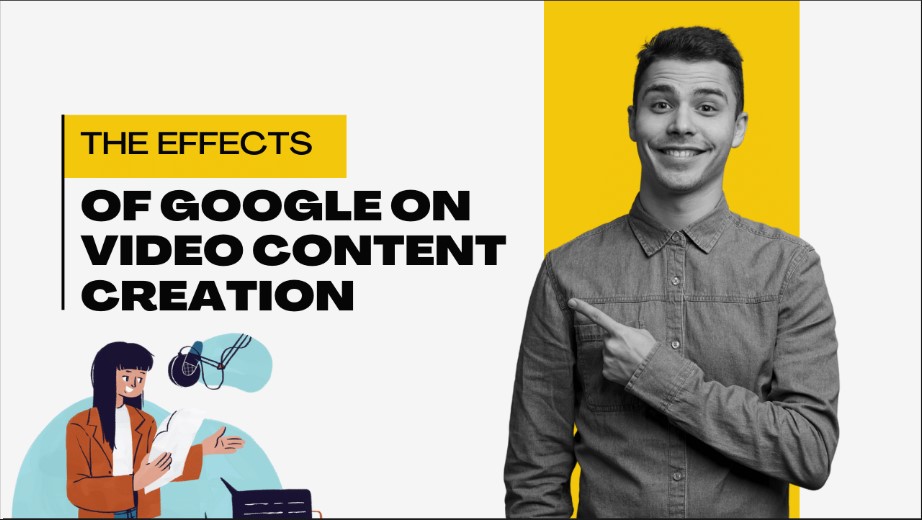 THE EFFECTS
OF GOOGLE ON
VIDEO CONTENT
CREATION